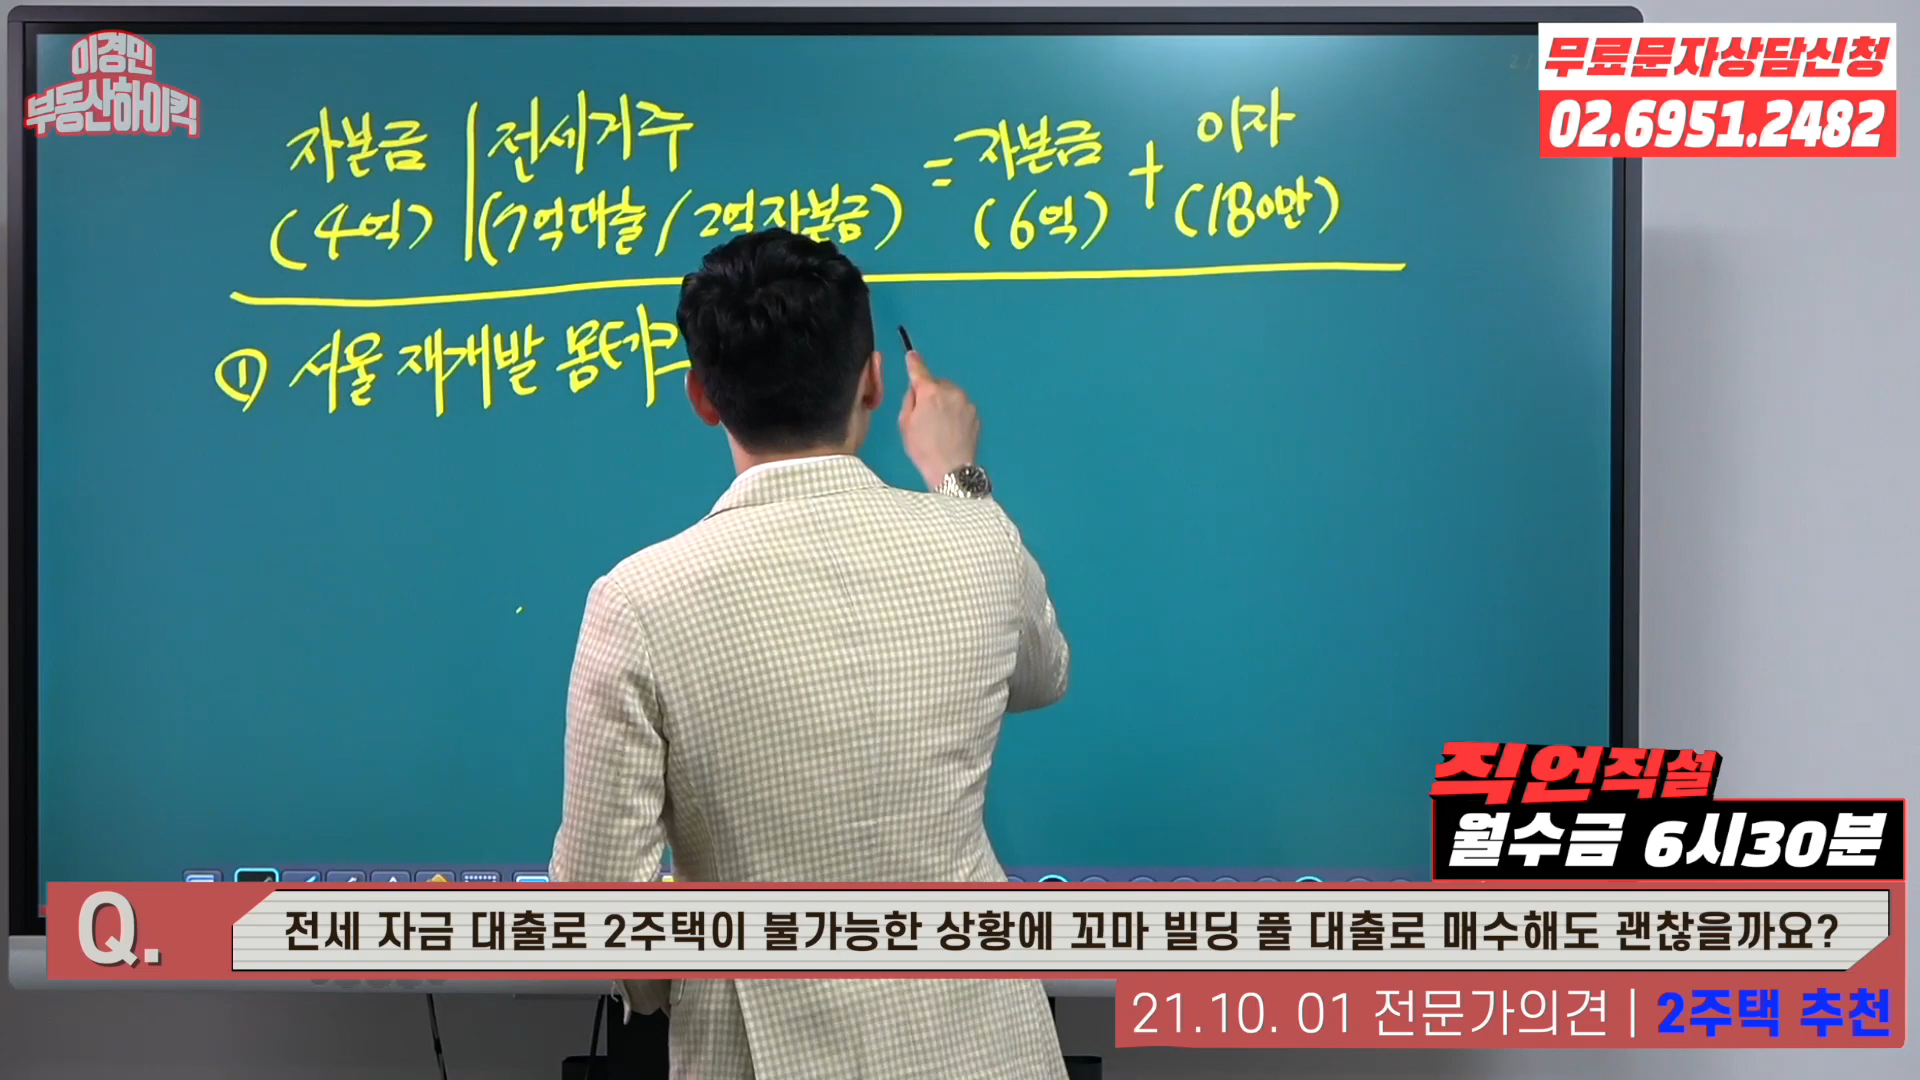 이경민
부동산하이킥
무료문자상담신청
02.6951.2482
자본금 | 전세거주 = 자본금 + 이자
(4억) (7억대출 / 2억자본금) (6억) (180만)
① 서울 재개발 몸테크
직언직설
월수금 6시30분
Q. 전세 자금 대출로 2주택이 불가능한 상황에 꼬마 빌딩 풀 대출로 매수해도 괜찮을까요?
21.10. 01 전문가의견 | 2주택 추천